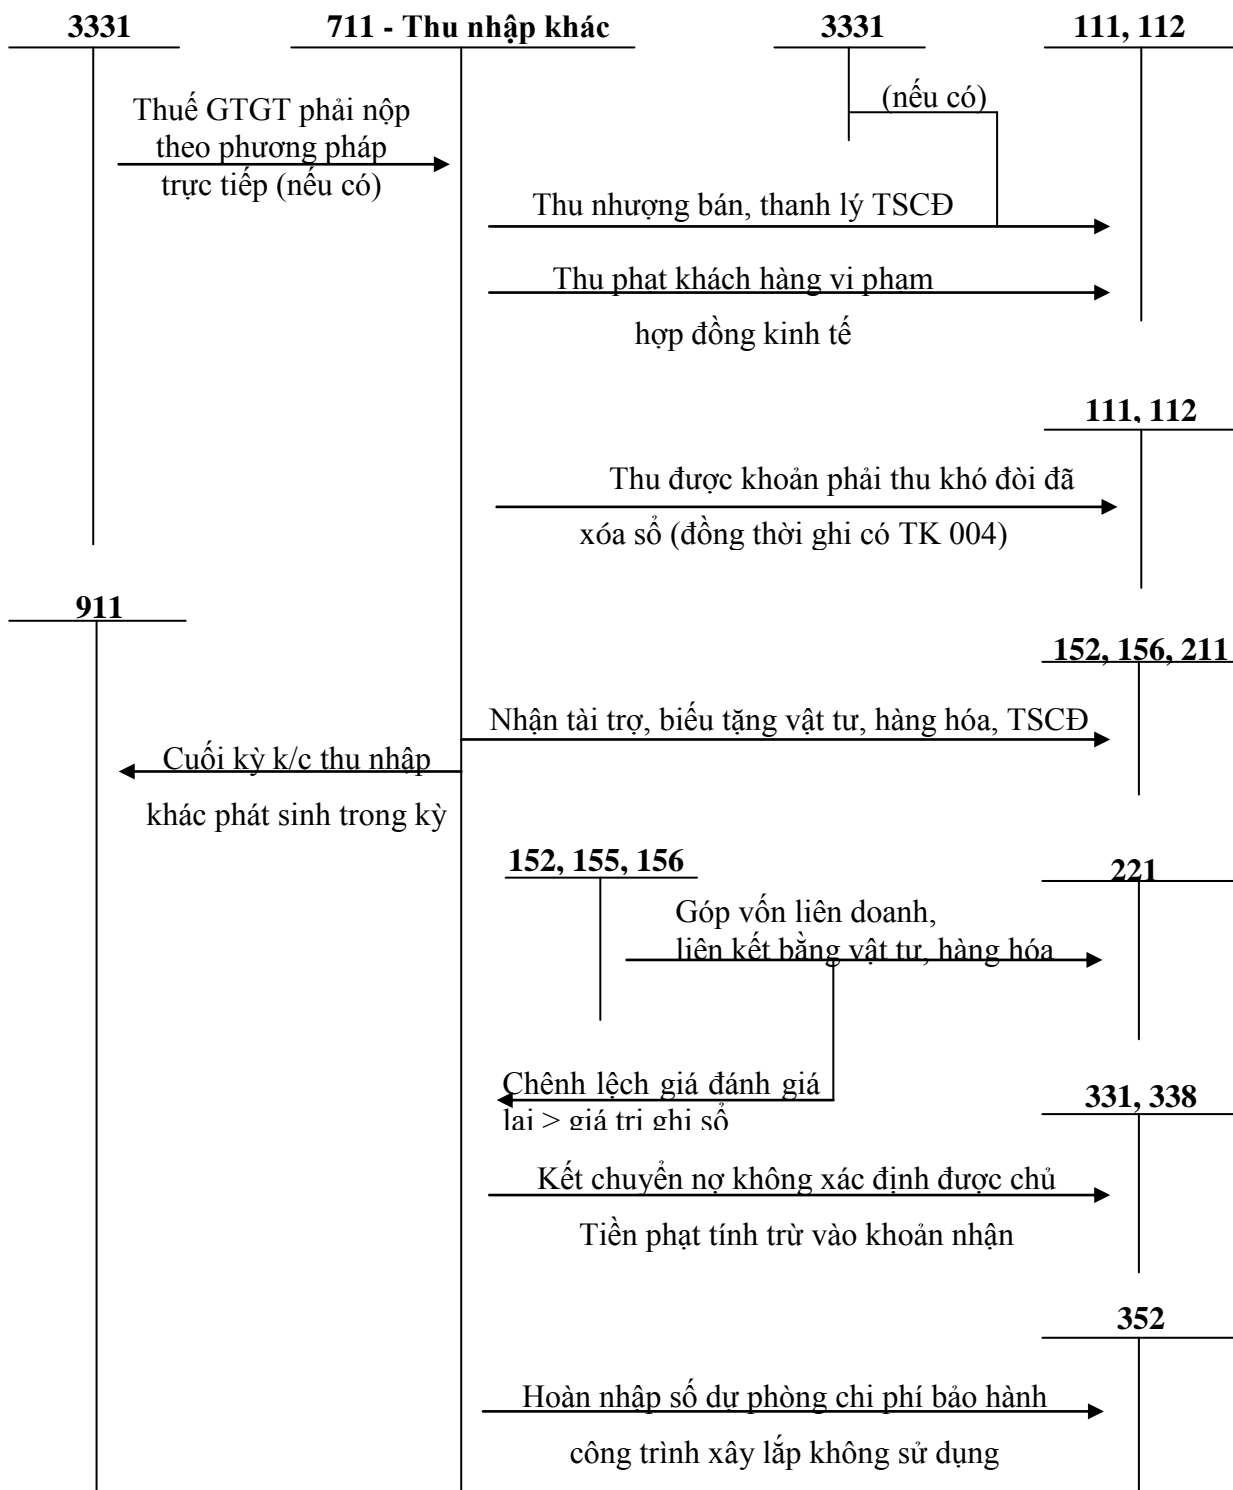 3331
711 - Thu nhập khác
3331
111, 112
Thuế GTGT phải nộp
theo phương pháp
trực tiếp (nếu có)
(nếu có)
Thu nhượng bán, thanh lý TSCĐ
Thu phạt khách hàng vi phạm
hợp đồng kinh tế
111, 112
Thu được khoản phải thu khó đòi đã
xóa sổ (đồng thời ghi có TK 004)
911
152, 156, 211
Nhận tài trợ, biếu tặng vật tư, hàng hóa, TSCĐ
Cuối kỳ k/c thu nhập
khác phát sinh trong kỳ
152, 155, 156
221
Góp vốn liên doanh,
liên kết bằng vật tư, hàng hóa
Chênh lệch giá đánh giá
lại > giá trị ghi sổ
331, 338
Kết chuyển nợ không xác định được chủ
Tiền phạt tính trừ vào khoản nhận
352
Hoàn nhập số dự phòng chi phí bảo hành
công trình xây lắp không sử dụng